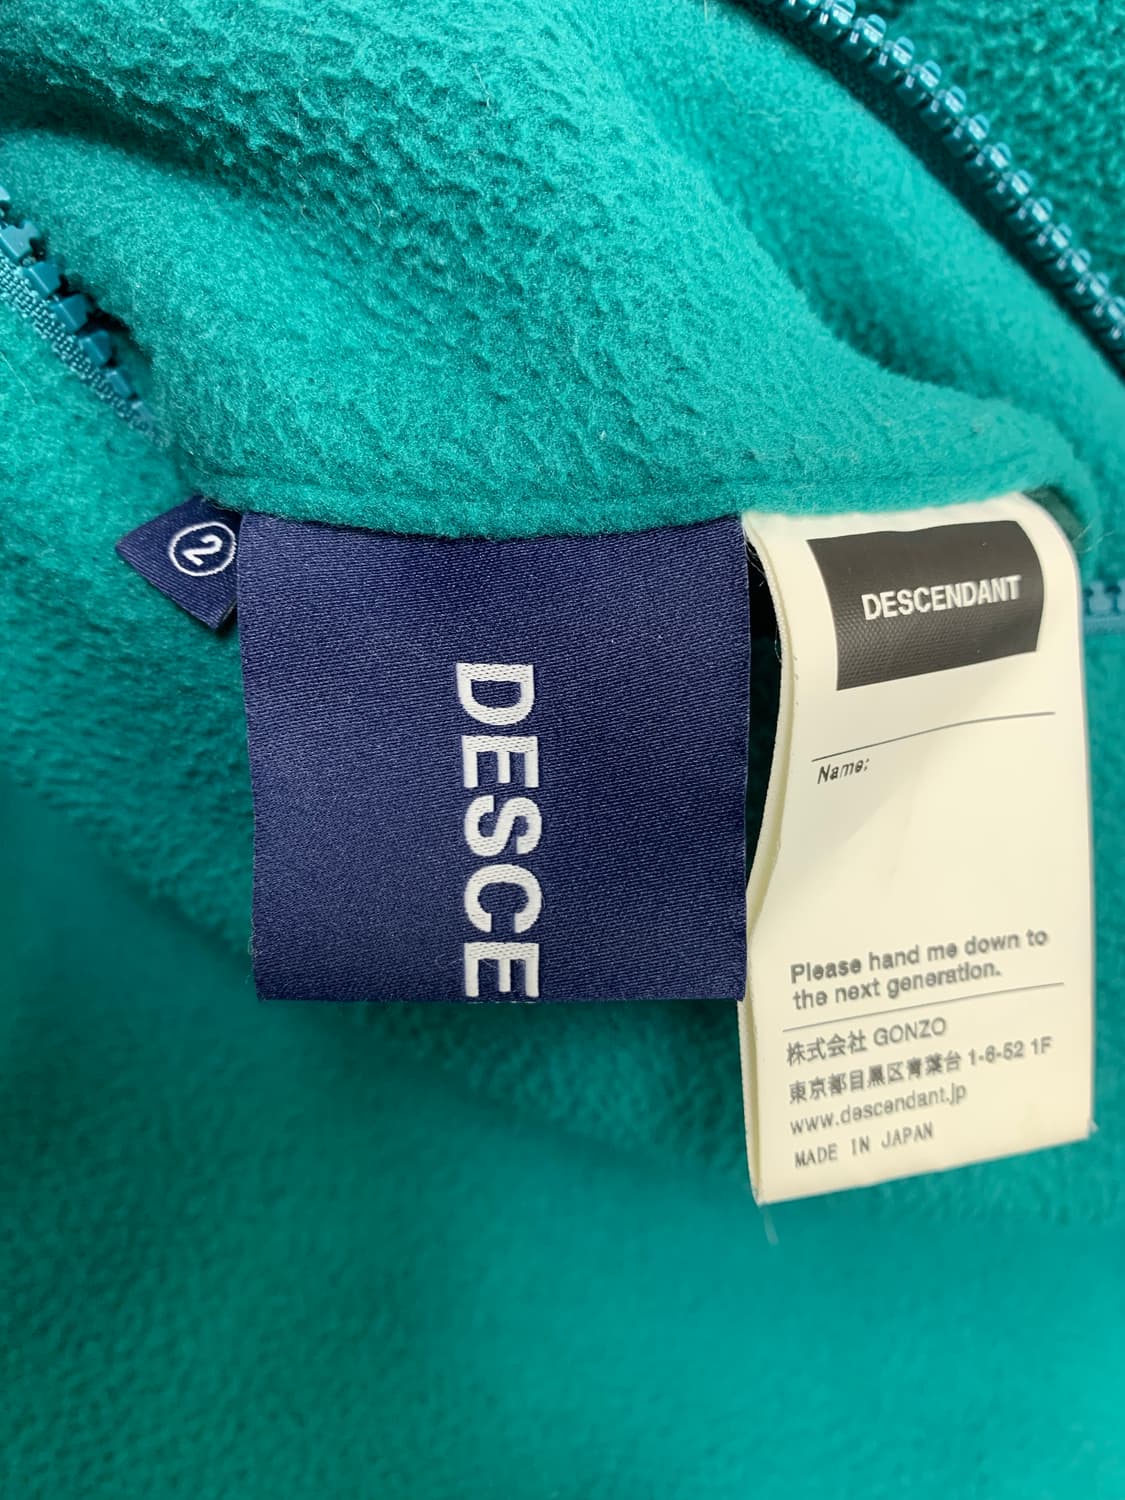 2
DESCE
DESCENDANT
Name:
Please hand me down to
the next generation.
株式会社 GONZO
東京都目黒区青葉台 1-6-52 1F
www.descendant.jp
MADE IN JAPAN